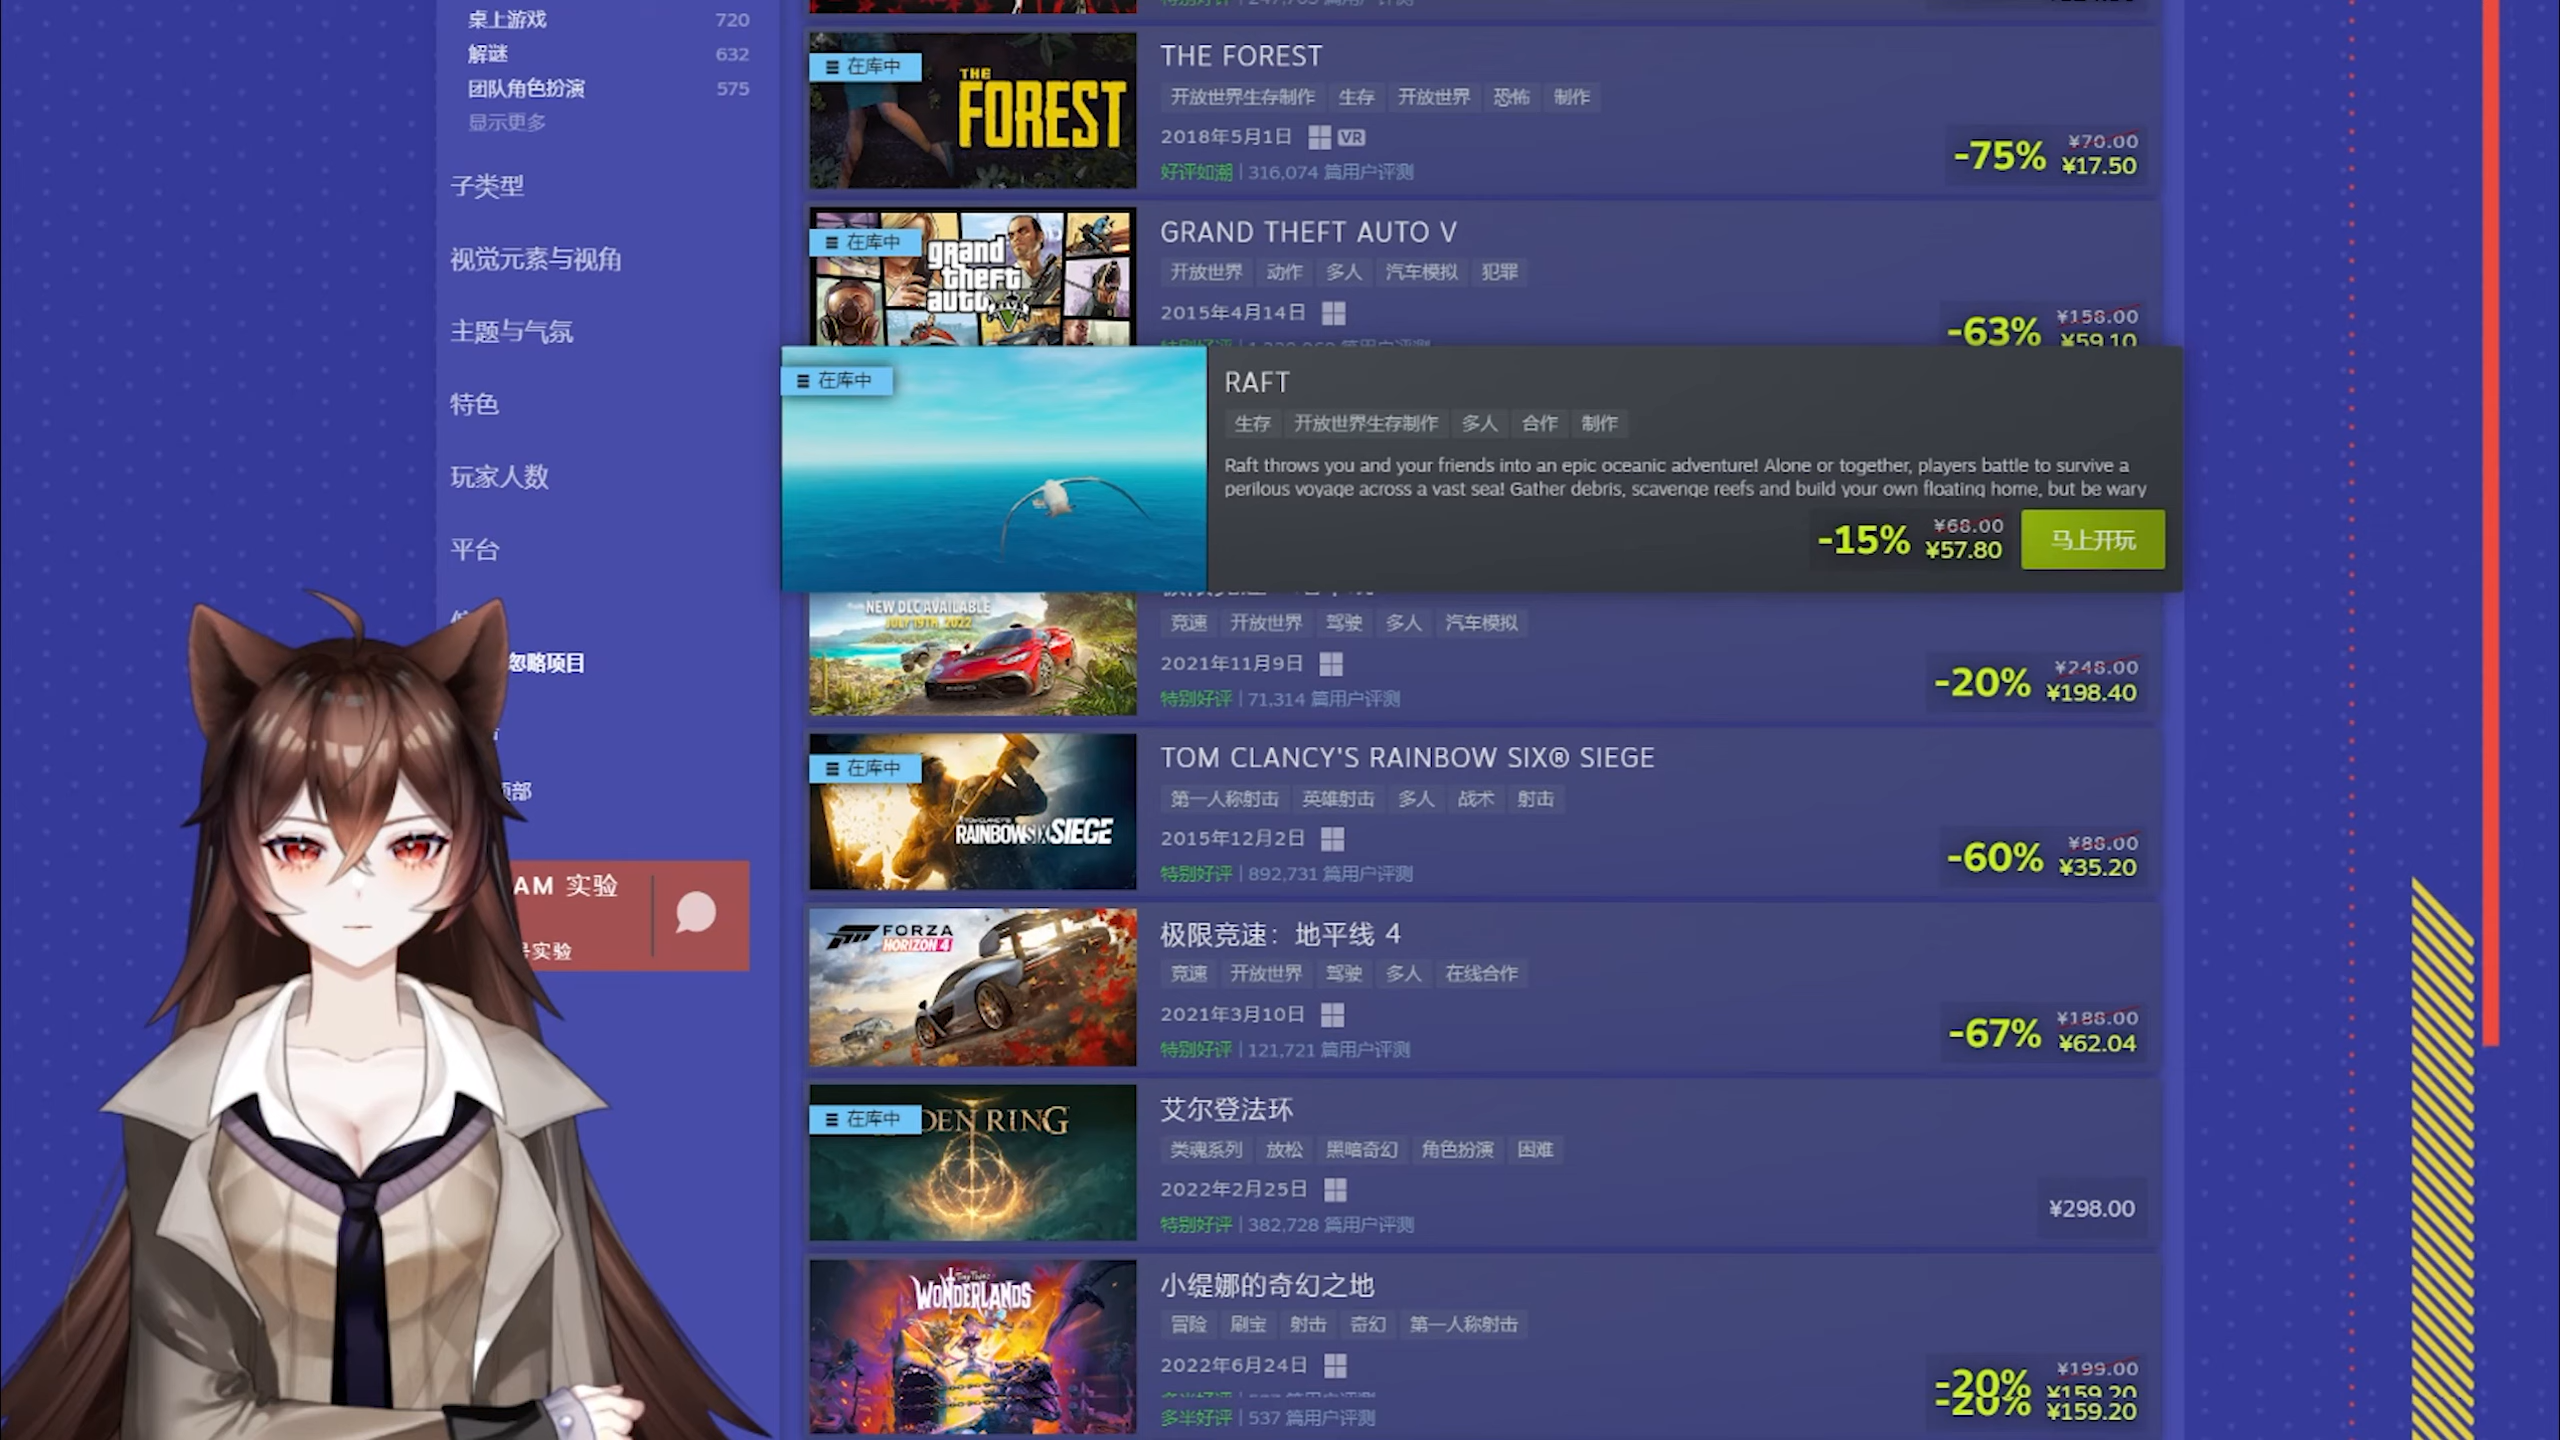 桌上游戏 720
解谜 632
团队角色扮演 575
显示更多
子类型
视觉元素与视角
主题与气氛
特色
玩家人数
平台
忽略项目
顶部
AM 实验
实验
在库中
THE FOREST
THE FOREST
开放世界生存制作 生存 开放世界 恐怖 制作
2018年5月1日 VR
好评如潮 | 316,074 篇用户评测
-75% ¥70.00
¥17.50
在库中
grand theft auto V
GRAND THEFT AUTO V
开放世界 动作 多人 汽车模拟 犯罪
2015年4月14日
-63% ¥158.00
¥59.10
在库中
RAFT
生存 开放世界生存制作 多人 合作 制作
Raft throws you and your friends into an epic oceanic adventure! Alone or together, players battle to survive a
perilous voyage across a vast sea! Gather debris, scavenge reefs and build your own floating home, but be wary
-15% ¥68.00
¥57.80
马上开玩
NEW DLC AVAILABLE
JULY 19TH, 2022
竞速 开放世界 驾驶 多人 汽车模拟
2021年11月9日
特别好评 | 71,314 篇用户评测
-20% ¥248.00
¥198.40
在库中
RAINBOW SIX SIEGE
TOM CLANCY'S RAINBOW SIX® SIEGE
第一人称射击 英雄射击 多人 战术 射击
2015年12月2日
特别好评 | 892,731 篇用户评测
-60% ¥88.00
¥35.20
FORZA
HORIZON 4
极限竞速：地平线 4
竞速 开放世界 驾驶 多人 在线合作
2021年3月10日
特别好评 | 121,721 篇用户评测
-67% ¥188.00
¥62.04
在库中
DEN RING
艾尔登法环
类魂系列 放松 黑暗奇幻 角色扮演 困难
2022年2月25日
特别好评 | 382,728 篇用户评测
¥298.00
Tiny Tina's
WONDERLANDS
小缇娜的奇幻之地
冒险 刷宝 射击 奇幻 第一人称射击
2022年6月24日
多半好评 | 537 篇用户评测
-20% ¥199.00
¥159.20
-20% ¥159.20